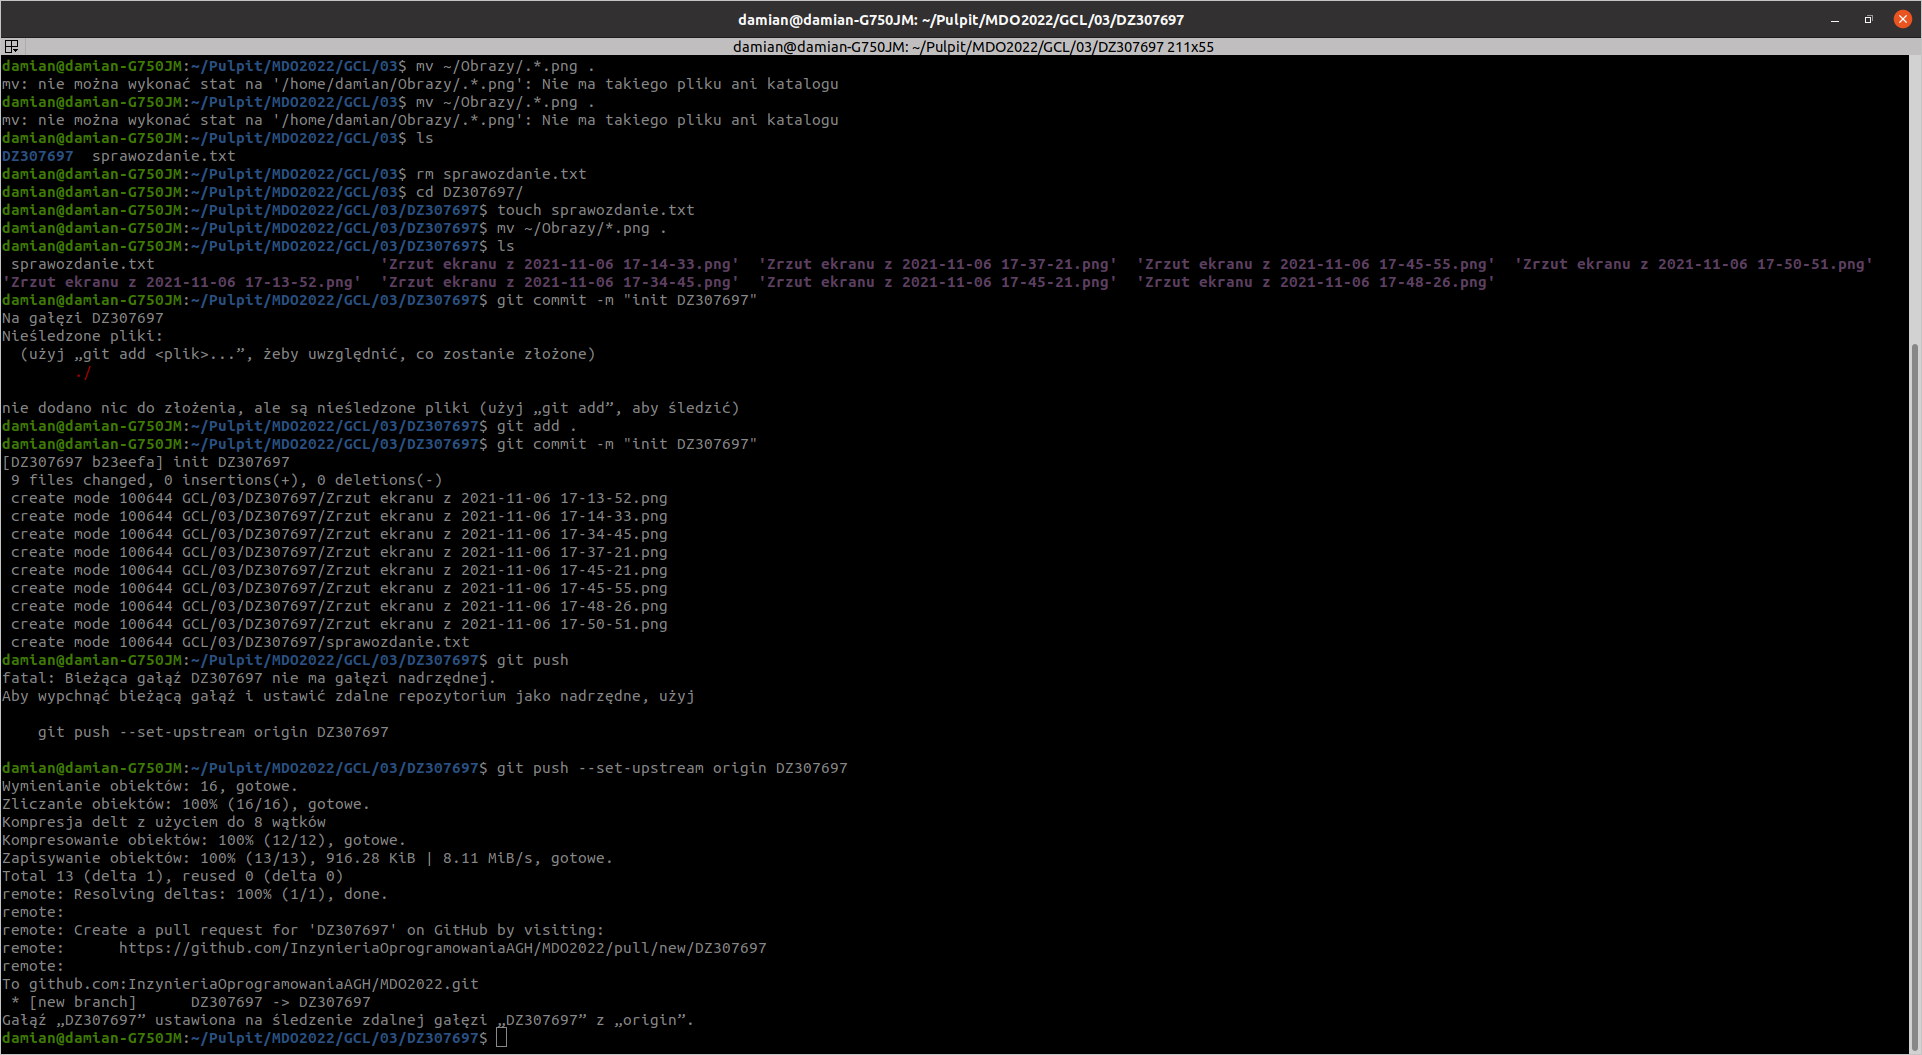 damian@damian-G750JM: ~/Pulpit/MDO2022/GCL/03/DZ307697
damian@damian-G750JM: ~/Pulpit/MDO2022/GCL/03/DZ307697 211x55
damian@damian-G750JM:~/Pulpit/MDO2022/GCL/03$ mv ~/Obrazy/.*.png .
mv: nie można wykonać stat na '/home/damian/Obrazy/.*.png': Nie ma takiego pliku ani katalogu
damian@damian-G750JM:~/Pulpit/MDO2022/GCL/03$ mv ~/Obrazy/.*.png .
mv: nie można wykonać stat na '/home/damian/Obrazy/.*.png': Nie ma takiego pliku ani katalogu
damian@damian-G750JM:~/Pulpit/MDO2022/GCL/03$ ls
DZ307697  sprawozdanie.txt
damian@damian-G750JM:~/Pulpit/MDO2022/GCL/03$ rm sprawozdanie.txt
damian@damian-G750JM:~/Pulpit/MDO2022/GCL/03$ cd DZ307697/
damian@damian-G750JM:~/Pulpit/MDO2022/GCL/03/DZ307697$ touch sprawozdanie.txt
damian@damian-G750JM:~/Pulpit/MDO2022/GCL/03/DZ307697$ mv ~/Obrazy/*.png .
damian@damian-G750JM:~/Pulpit/MDO2022/GCL/03/DZ307697$ ls
sprawozdanie.txt  'Zrzut ekranu z 2021-11-06 17-14-33.png'  'Zrzut ekranu z 2021-11-06 17-37-21.png'  'Zrzut ekranu z 2021-11-06 17-45-55.png'  'Zrzut ekranu z 2021-11-06 17-50-51.png'
'Zrzut ekranu z 2021-11-06 17-13-52.png'  'Zrzut ekranu z 2021-11-06 17-34-45.png'  'Zrzut ekranu z 2021-11-06 17-45-21.png'  'Zrzut ekranu z 2021-11-06 17-48-26.png'
damian@damian-G750JM:~/Pulpit/MDO2022/GCL/03/DZ307697$ git commit -m "init DZ307697"
Na gałęzi DZ307697
Nieśledzone pliki:
(użyj „git add <plik>...”, żeby uwzględnić, co zostanie złożone)
./
nie dodano nic do złożenia, ale są nieśledzone pliki (użyj „git add”, aby śledzić)
damian@damian-G750JM:~/Pulpit/MDO2022/GCL/03/DZ307697$ git add .
damian@damian-G750JM:~/Pulpit/MDO2022/GCL/03/DZ307697$ git commit -m "init DZ307697"
[DZ307697 b23eefa] init DZ307697
9 files changed, 0 insertions(+), 0 deletions(-)
create mode 100644 GCL/03/DZ307697/Zrzut ekranu z 2021-11-06 17-13-52.png
create mode 100644 GCL/03/DZ307697/Zrzut ekranu z 2021-11-06 17-14-33.png
create mode 100644 GCL/03/DZ307697/Zrzut ekranu z 2021-11-06 17-34-45.png
create mode 100644 GCL/03/DZ307697/Zrzut ekranu z 2021-11-06 17-37-21.png
create mode 100644 GCL/03/DZ307697/Zrzut ekranu z 2021-11-06 17-45-21.png
create mode 100644 GCL/03/DZ307697/Zrzut ekranu z 2021-11-06 17-45-55.png
create mode 100644 GCL/03/DZ307697/Zrzut ekranu z 2021-11-06 17-48-26.png
create mode 100644 GCL/03/DZ307697/Zrzut ekranu z 2021-11-06 17-50-51.png
create mode 100644 GCL/03/DZ307697/sprawozdanie.txt
damian@damian-G750JM:~/Pulpit/MDO2022/GCL/03/DZ307697$ git push
fatal: Bieżąca gałąź DZ307697 nie ma gałęzi nadrzędnej.
Aby wypchnąć bieżącą gałąź i ustawić zdalne repozytorium jako nadrzędne, użyj
git push --set-upstream origin DZ307697
damian@damian-G750JM:~/Pulpit/MDO2022/GCL/03/DZ307697$ git push --set-upstream origin DZ307697
Wymienianie obiektów: 16, gotowe.
Zliczanie obiektów: 100% (16/16), gotowe.
Kompresja delt z użyciem do 8 wątków
Kompresowanie obiektów: 100% (12/12), gotowe.
Zapisywanie obiektów: 100% (13/13), 916.28 KiB | 8.11 MiB/s, gotowe.
Total 13 (delta 1), reused 0 (delta 0)
remote: Resolving deltas: 100% (1/1), done.
remote:
remote: Create a pull request for 'DZ307697' on GitHub by visiting:
remote:      https://github.com/InzynieriaOprogramowaniaAGH/MDO2022/pull/new/DZ307697
remote:
To github.com:InzynieriaOprogramowaniaAGH/MDO2022.git
* [new branch]      DZ307697 -> DZ307697
Gałąź „DZ307697” ustawiona na śledzenie zdalnej gałęzi „DZ307697” z „origin”.
damian@damian-G750JM:~/Pulpit/MDO2022/GCL/03/DZ307697$